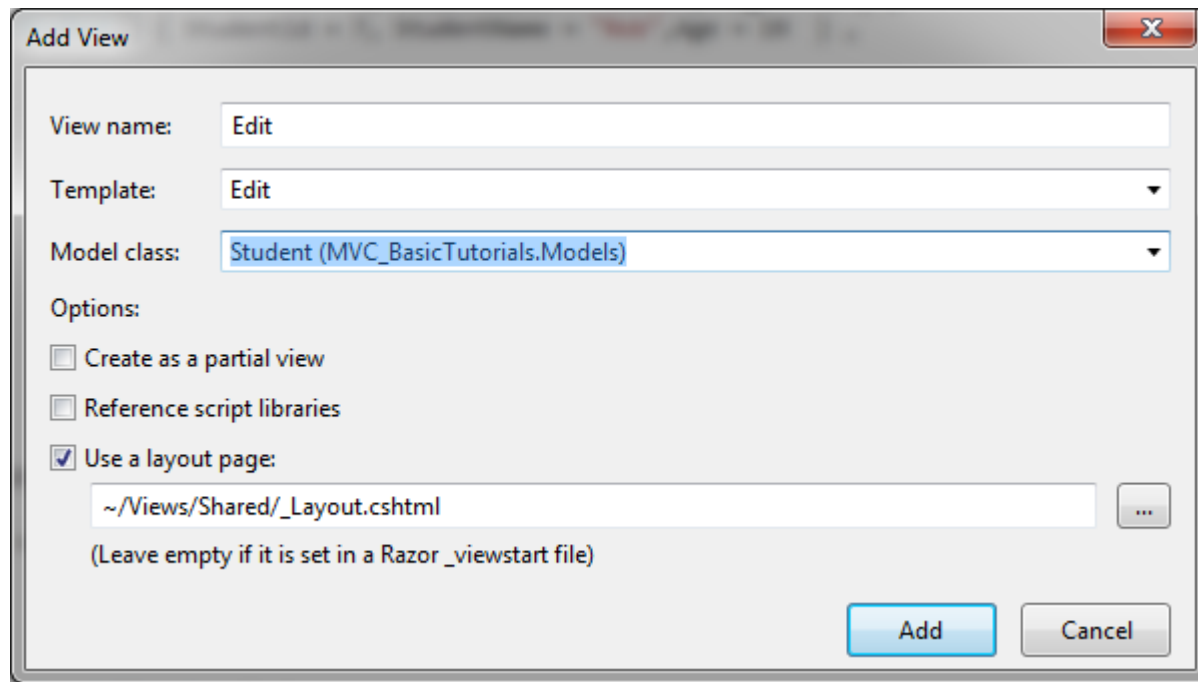 Add View
View name: Edit
Template: Edit
Model class: Student (MVC_BasicTutorials.Models)
Options:
Create as a partial view
Reference script libraries
Use a layout page:
~/Views/Shared/_Layout.cshtml ...
(Leave empty if it is set in a Razor _viewstart file)
Add Cancel